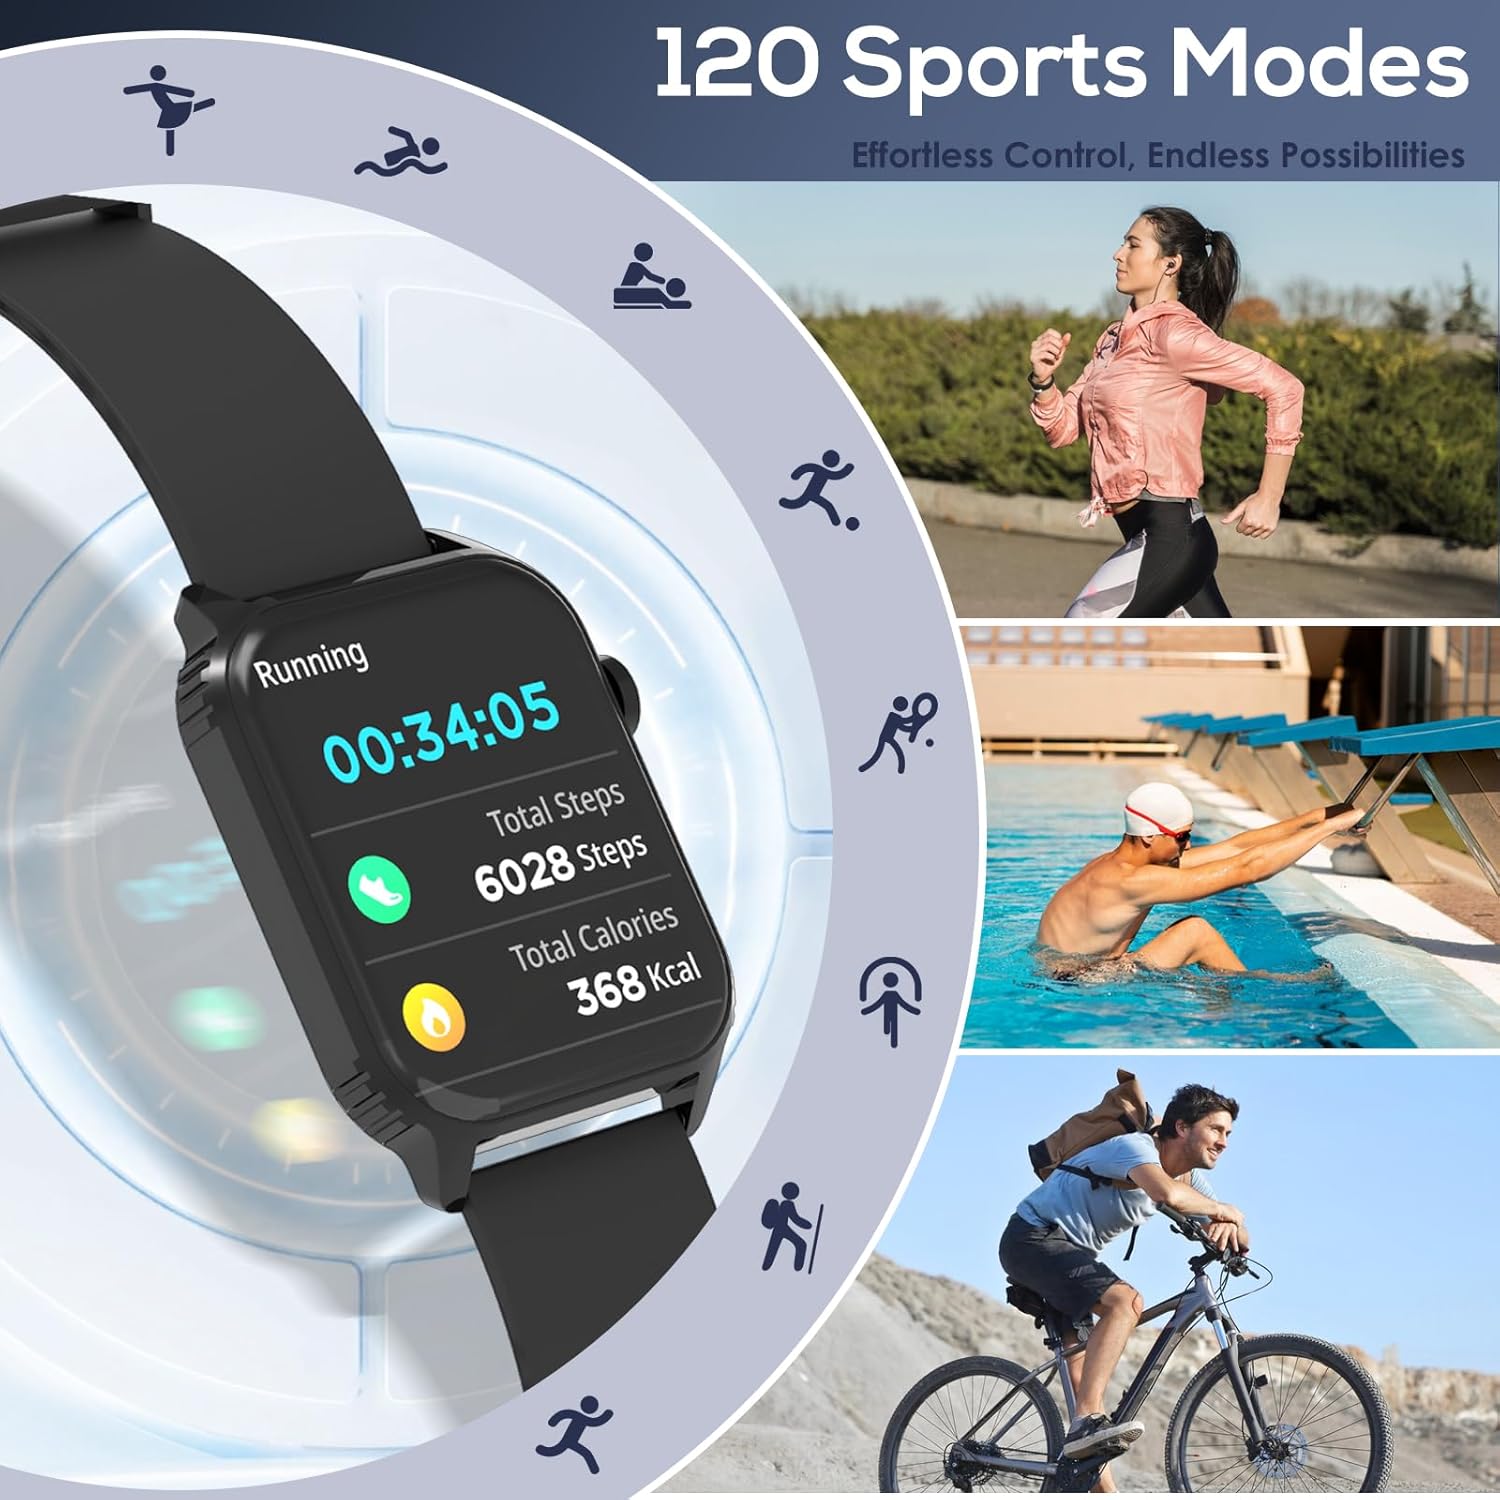 120 Sports Modes
Effortless Control, Endless Possibilities
Running
00:34:05
Total Steps
6028 Steps
Total Calories
368 Kcal